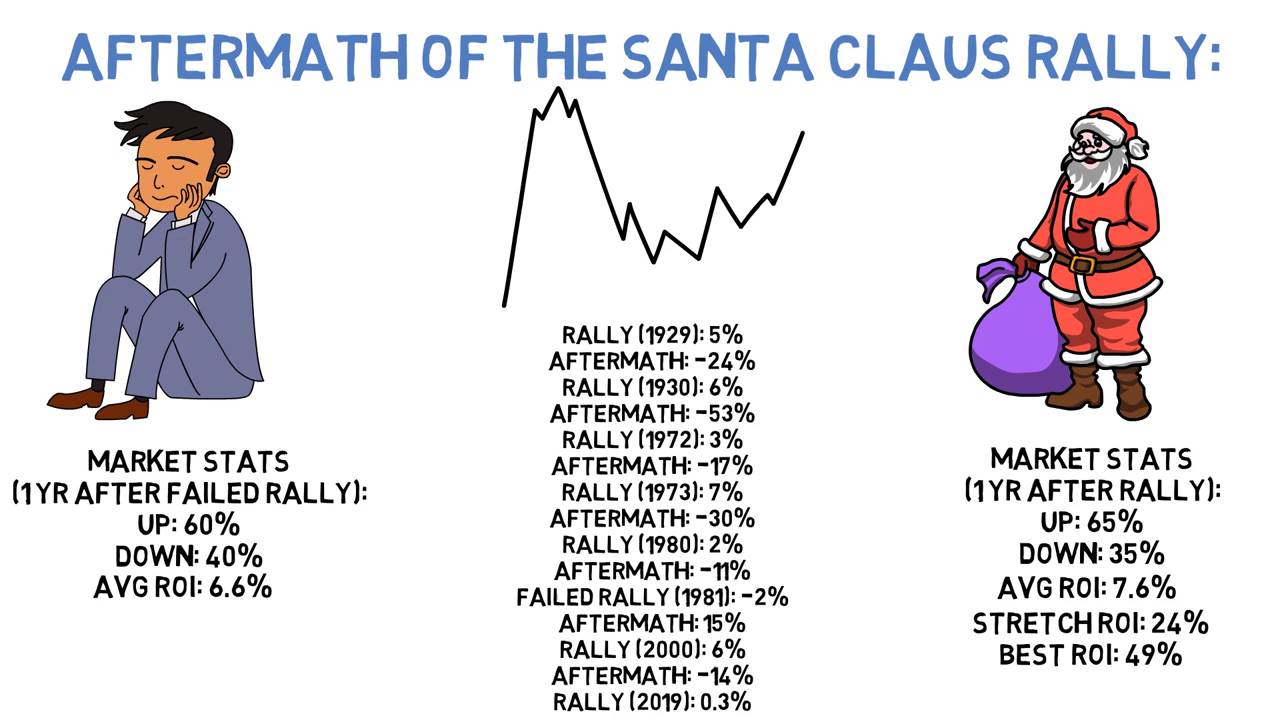 AFTERMATH OF THE SANTA CLAUS RALLY:
MARKET STATS
(1YR AFTER FAILED RALLY):
UP: 60%
DOWN: 40%
AVG ROI: 6.6%
RALLY (1929): 5%
AFTERMATH: -24%
RALLY (1930): 6%
AFTERMATH: -53%
RALLY (1972): 3%
AFTERMATH: -17%
RALLY (1973): 7%
AFTERMATH: -30%
RALLY (1980): 2%
AFTERMATH: -11%
FAILED RALLY (1981): -2%
AFTERMATH: 15%
RALLY (2000): 6%
AFTERMATH: -14%
RALLY (2019): 0.3%
MARKET STATS
(1YR AFTER RALLY):
UP: 65%
DOWN: 35%
AVG ROI: 7.6%
STRETCH ROI: 24%
BEST ROI: 49%